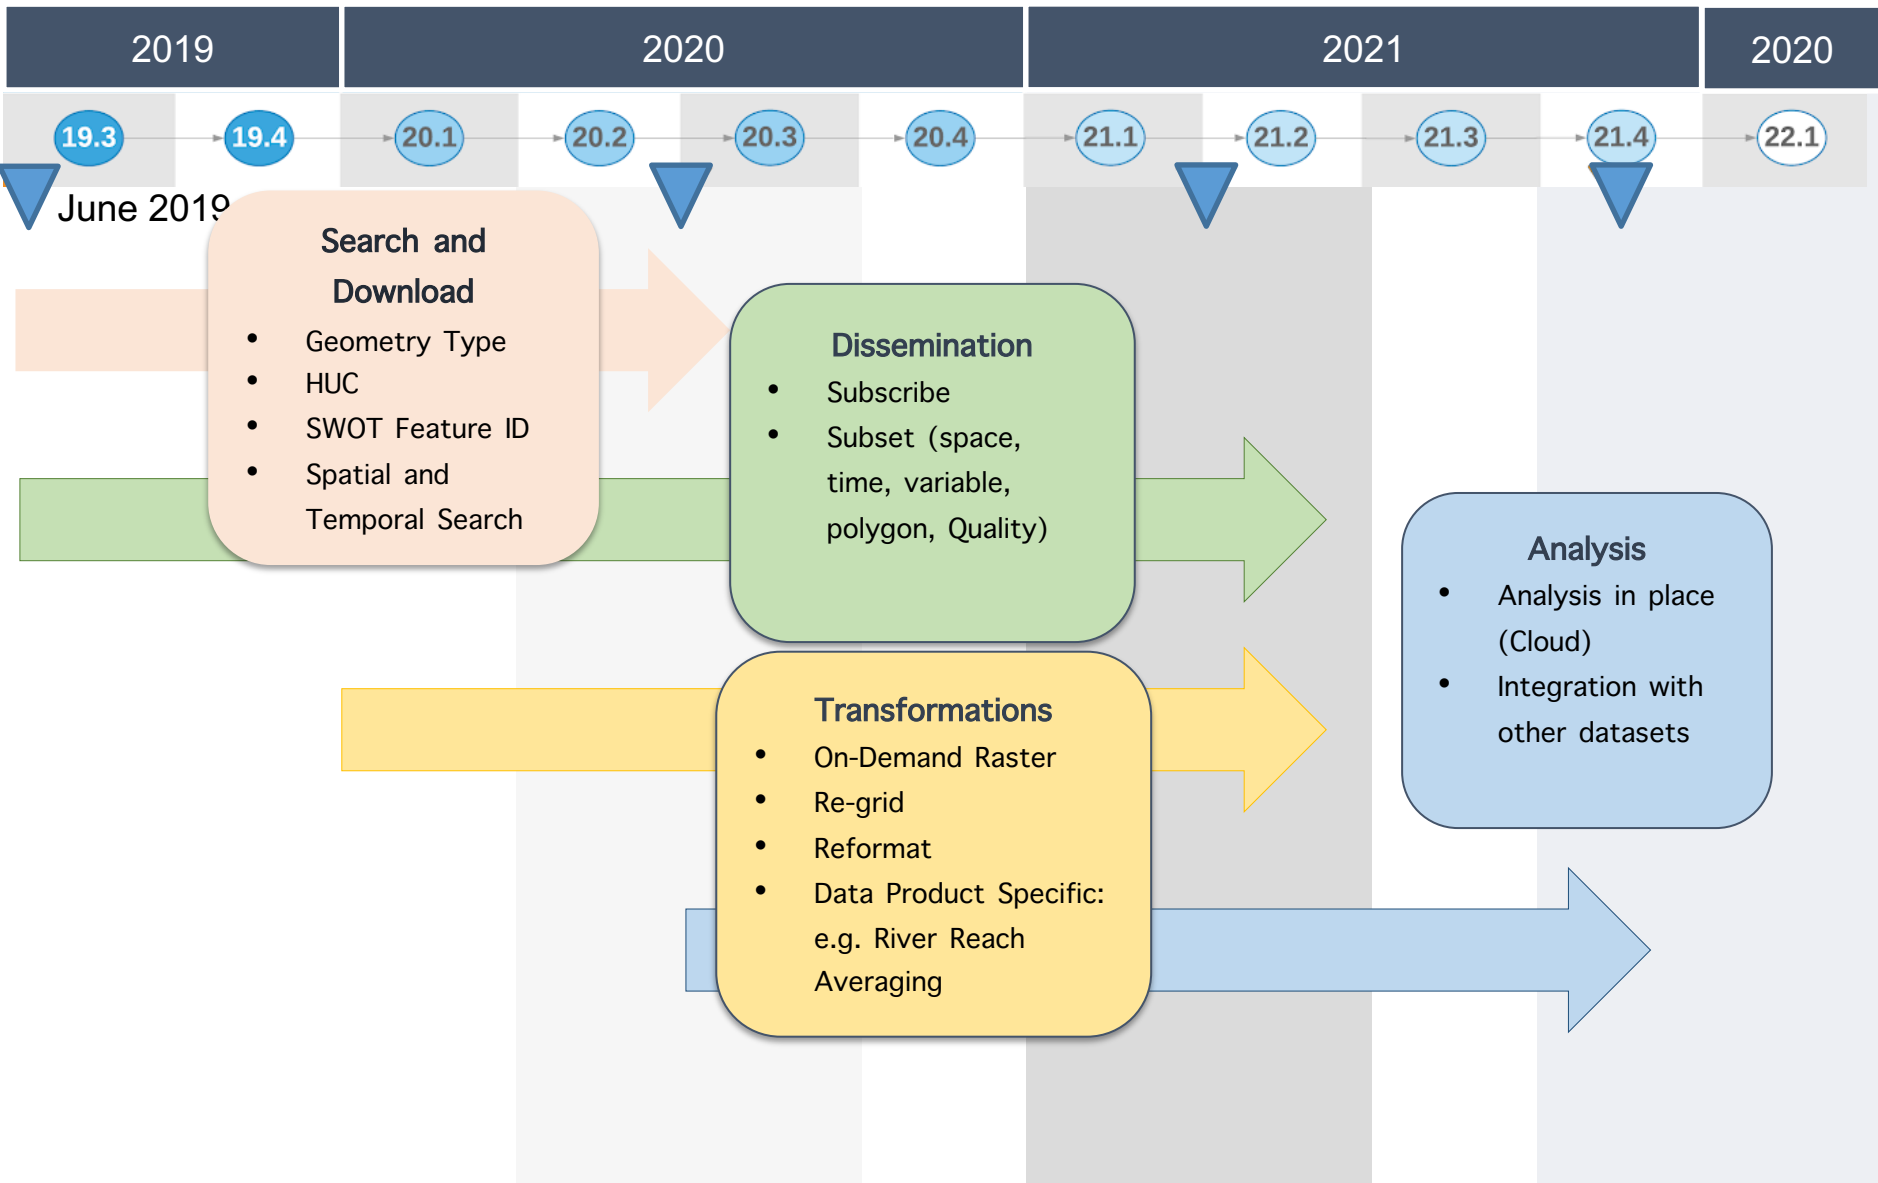 2019
2020
2021
2020
19.3
19.4
20.1
20.2
20.3
20.4
21.1
21.2
21.3
21.4
22.1
June 2019
Search and
Download
• Geometry Type
• HUC
• SWOT Feature ID
• Spatial and
Temporal Search
Dissemination
• Subscribe
• Subset (space,
time, variable,
polygon, Quality)
Transformations
• On-Demand Raster
• Re-grid
• Reformat
• Data Product Specific:
e.g. River Reach
Averaging
Analysis
• Analysis in place
(Cloud)
• Integration with
other datasets